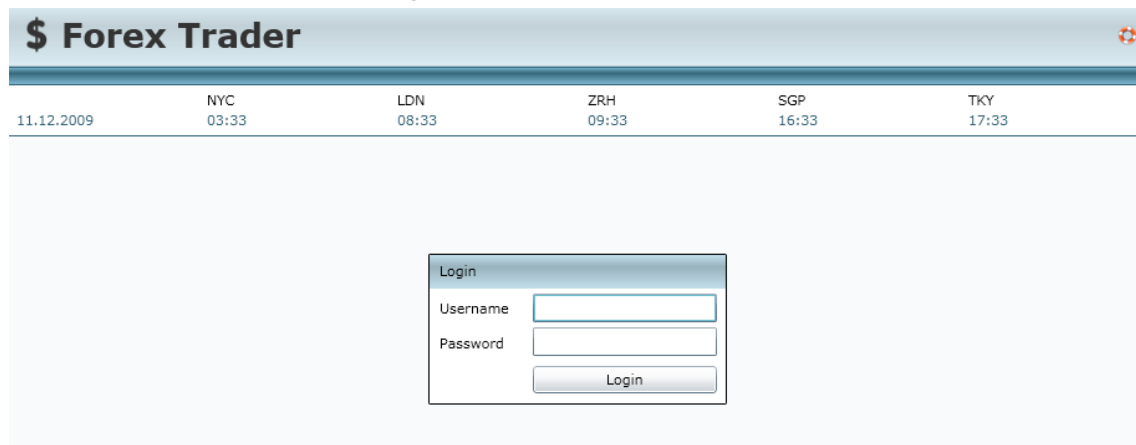 $ Forex Trader
NYC LDN ZRH SGP TKY
11.12.2009 03:33 08:33 09:33 16:33 17:33
Login
Username
Password
Login